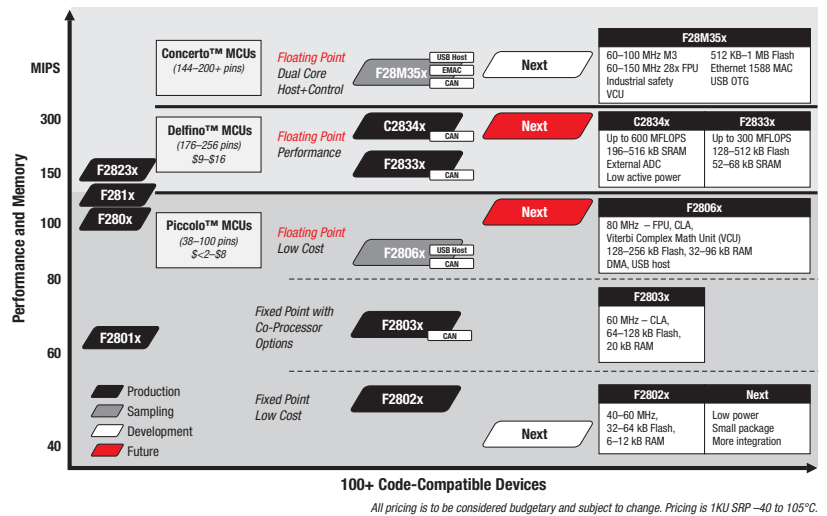 MIPS
300
150
100
80
60
40
Performance and Memory
100+ Code-Compatible Devices
Concerto™ MCUs
(144–200+ pins)
Floating Point
Dual Core
Host+Control
F28M35x
USB Host
EMAC
CAN
Next
F28M35x
60–100 MHz M3
60–150 MHz 28x FPU
Industrial safety
VCU
512 KB–1 MB Flash
Ethernet 1588 MAC
USB OTG
Delfino™ MCUs
(176–256 pins)
$9–$16
Floating Point
Performance
C2834x
CAN
F2833x
CAN
Next
C2834x
Up to 600 MFLOPS
196–516 kB SRAM
External ADC
Low active power
F2833x
Up to 300 MFLOPS
128–512 kB Flash
52–68 kB SRAM
F2823x
F281x
F280x
F2801x
Piccolo™ MCUs
(38–100 pins)
$<2–$8
Floating Point
Low Cost
F2806x
USB Host
CAN
Next
F2806x
80 MHz – FPU, CLA,
Viterbi Complex Math Unit (VCU)
128–256 kB Flash, 32–96 kB RAM
DMA, USB host
Fixed Point with
Co-Processor
Options
F2803x
CAN
F2803x
60 MHz – CLA,
64–128 kB Flash,
20 kB RAM
Fixed Point
Low Cost
F2802x
Next
F2802x
40–60 MHz,
32–64 kB Flash,
6–12 kB RAM
Next
Low power
Small package
More integration
Production
Sampling
Development
Future
All pricing is to be considered budgetary and subject to change. Pricing is 1KU SRP –40 to 105°C.